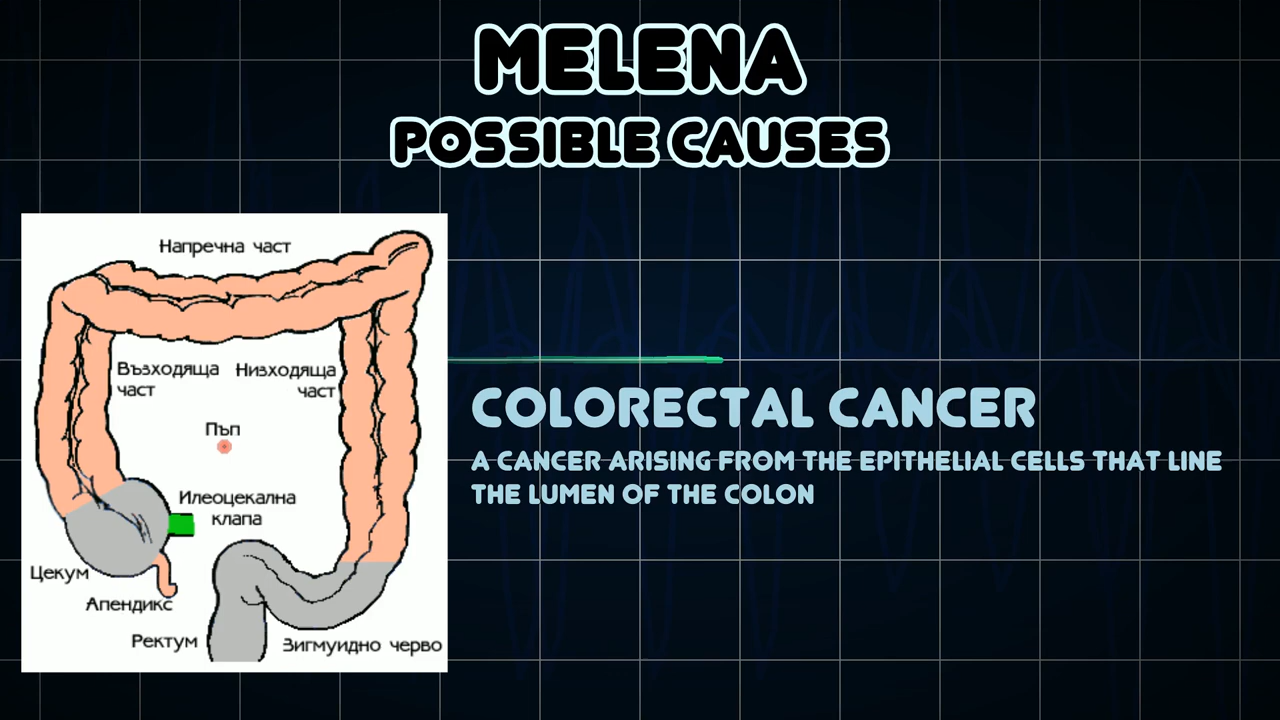 MELENA
POSSIBLE CAUSES
Напречна част
Възходяща
част
Низходяща
част
Пъп
Илеоцекална
клапа
Цекум
Апендикс
Ректум
Зигмуидно черво
COLORECTAL CANCER
A CANCER ARISING FROM THE EPITHELIAL CELLS THAT LINE
THE LUMEN OF THE COLON